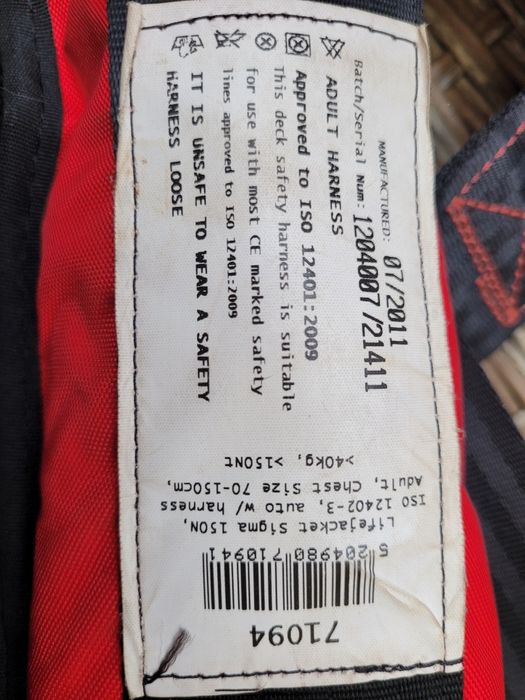 MANUFACTURED: 07/2011
Batch/Serial Num: 1204007/21411
ADULT HARNESS
Approved to ISO 12401:2009
This deck safety harness is suitable
for use with most CE marked safety
lines approved to ISO 12401:2009
IT IS UNSAFE TO WEAR A SAFETY
HARNESS LOOSE
71094
5 204980 710941
Lifejacket Sigma 150N,
ISO 12402-3, auto w/ harness
Adult, Chest Size 70-150cm,
>40kg, >150Nt